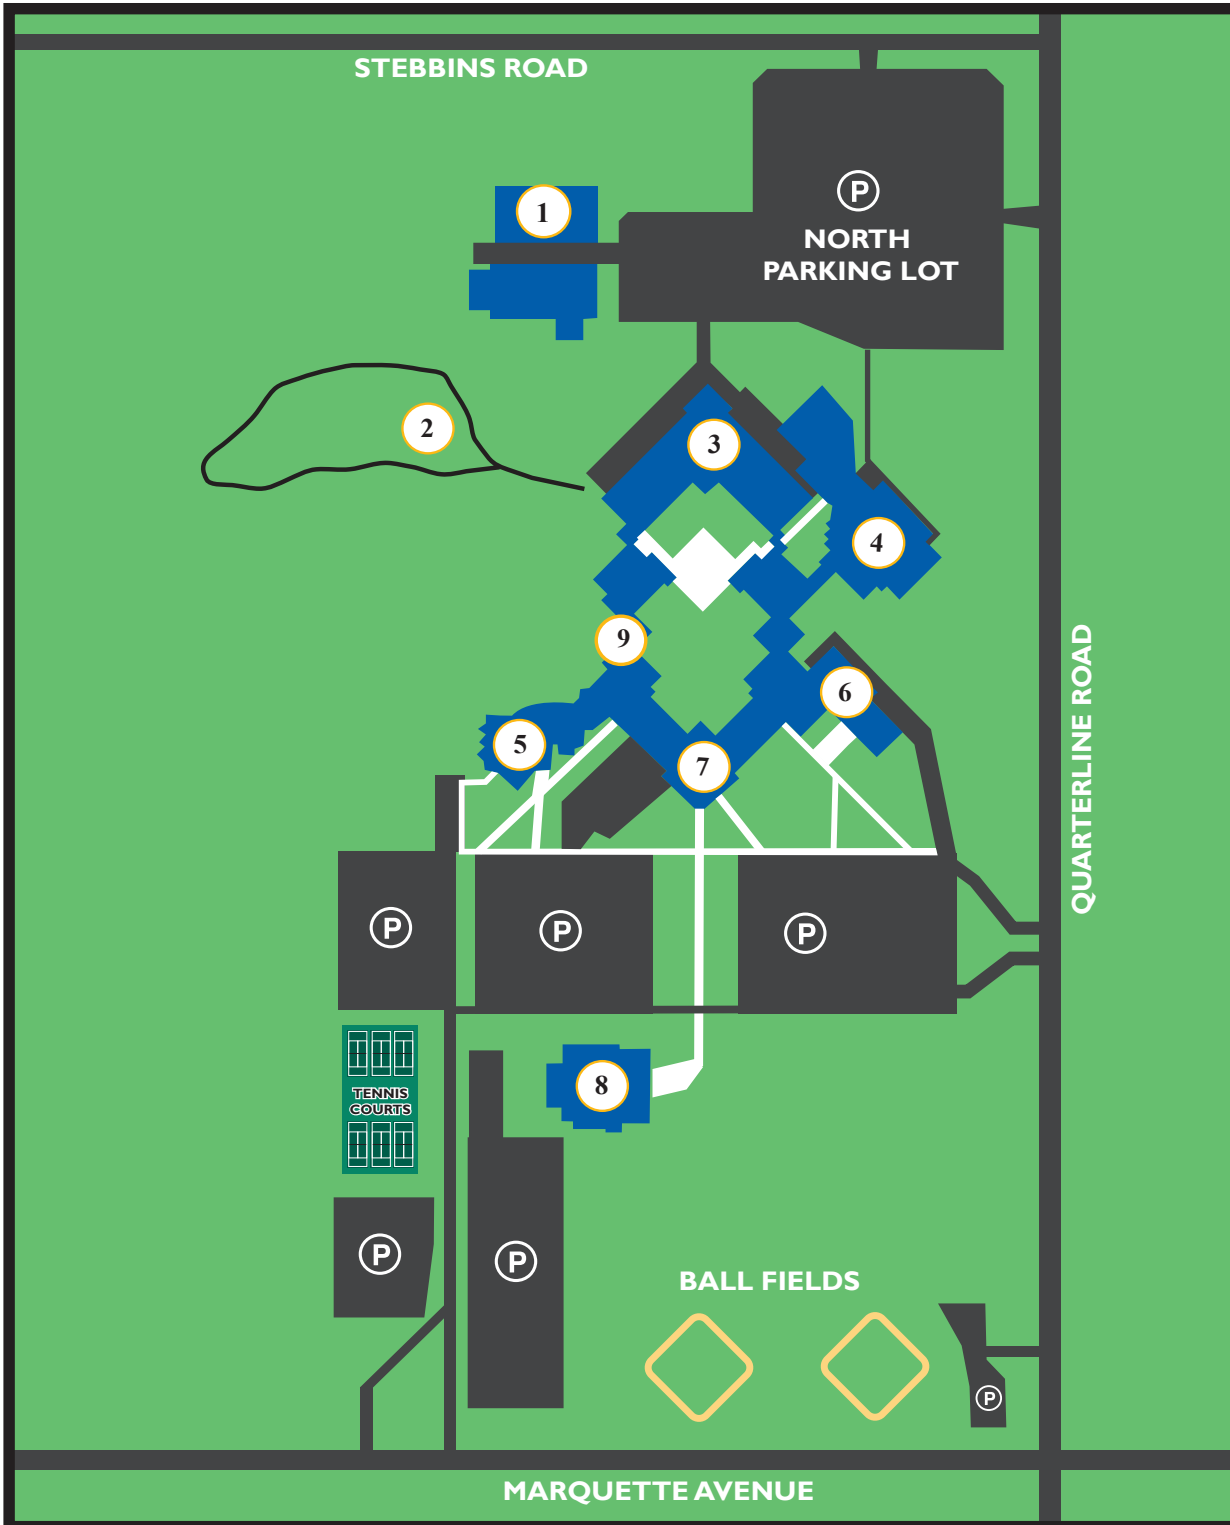 STEBBINS ROAD
P
NORTH
PARKING LOT
1
2
3
4
9
6
5
7
QUARTERLINE ROAD
P
P
P
8
TENNIS
COURTS
P
P
BALL FIELDS
P
MARQUETTE AVENUE